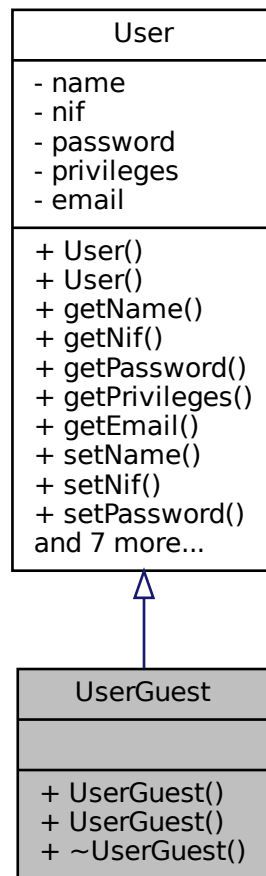 User
- name
- nif
- password
- privileges
- email
+ User()
+ User()
+ getName()
+ getNif()
+ getPassword()
+ getPrivileges()
+ getEmail()
+ setName()
+ setNif()
+ setPassword()
and 7 more...
UserGuest
+ UserGuest()
+ UserGuest()
+ ~UserGuest()